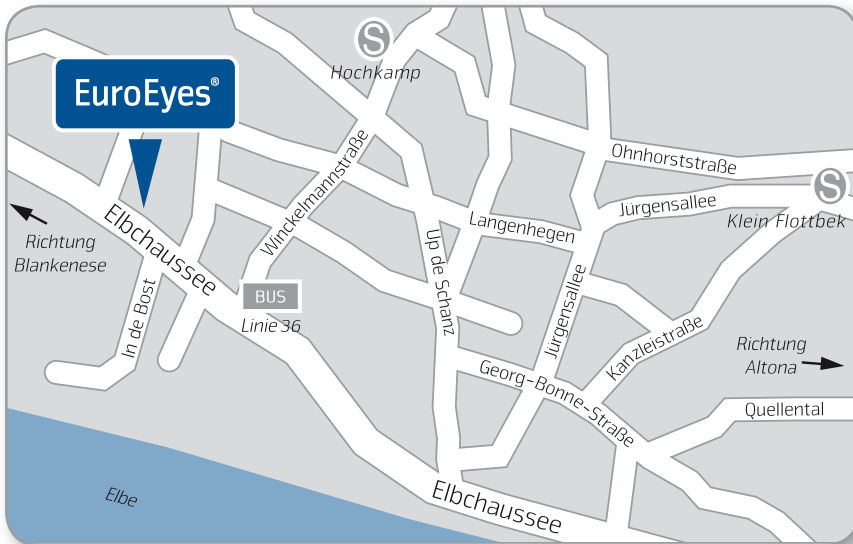 S
Hochkamp
EuroEyes®
Ohnhorststraße
Winckelmannstraße
S
Jürgensallee
Klein Flottbek
Langenhegen
Elbchaussee
Richtung
Blankenese
Up de Schanz
In de Bost
BUS
Linie 36
Jürgensallee
Kanzleistraße
Richtung
Altona
Georg-Bonne-Straße
Quellental
Elbe
Elbchaussee